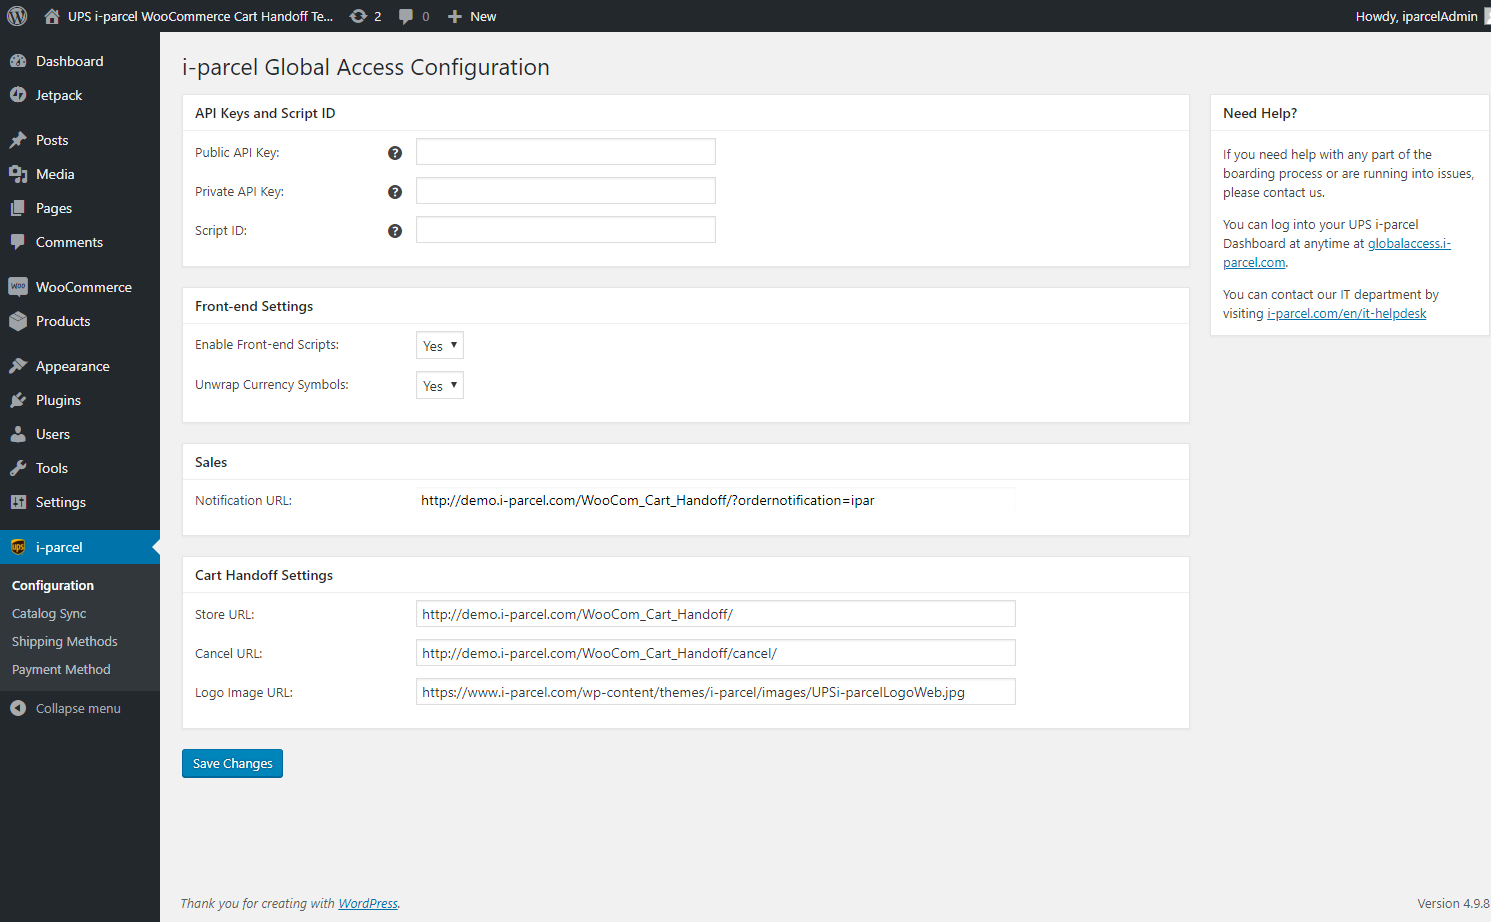 UPS i-parcel WooCommerce Cart Handoff Te...
2
0
New
Howdy, iparcelAdmin
Dashboard
Jetpack
Posts
Media
Pages
Comments
WooCommerce
Products
Appearance
Plugins
Users
Tools
Settings
i-parcel
Configuration
Catalog Sync
Shipping Methods
Payment Method
Collapse menu
i-parcel Global Access Configuration
API Keys and Script ID
Public API Key:
Private API Key:
Script ID:
Front-end Settings
Enable Front-end Scripts: Yes
Unwrap Currency Symbols: Yes
Sales
Notification URL: http://demo.i-parcel.com/WooCom_Cart_Handoff/?ordernotification=ipar
Cart Handoff Settings
Store URL: http://demo.i-parcel.com/WooCom_Cart_Handoff/
Cancel URL: http://demo.i-parcel.com/WooCom_Cart_Handoff/cancel/
Logo Image URL: https://www.i-parcel.com/wp-content/themes/i-parcel/images/UPSi-parcelLogoWeb.jpg
Save Changes
Need Help?
If you need help with any part of the
boarding process or are running into issues,
please contact us.
You can log into your UPS i-parcel
Dashboard at anytime at globalaccess.i-
parcel.com.
You can contact our IT department by
visiting i-parcel.com/en/it-helpdesk
Thank you for creating with WordPress.
Version 4.9.8